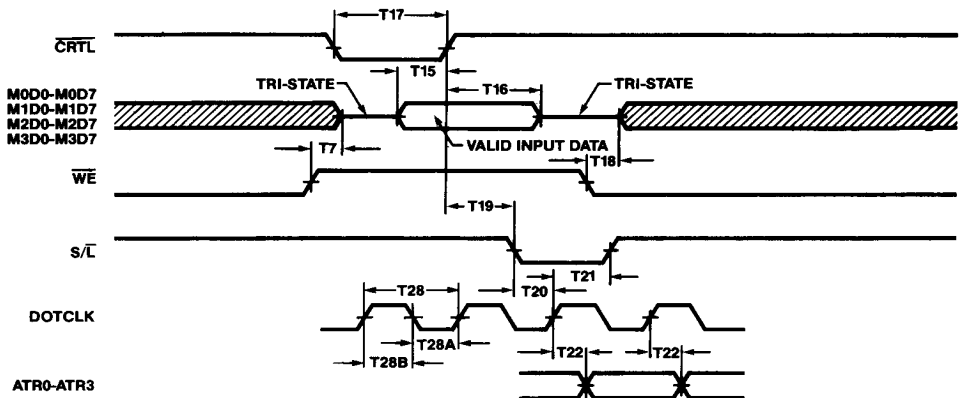 T17
CRTL
T15
TRI-STATE
T16
TRI-STATE
M0D0-M0D7
M1D0-M1D7
M2D0-M2D7
M3D0-M3D7
VALID INPUT DATA
T7
T18
WE
T19
S/L
T21
T20
T28
DOTCLK
T28A
T22
T22
T28B
ATR0-ATR3